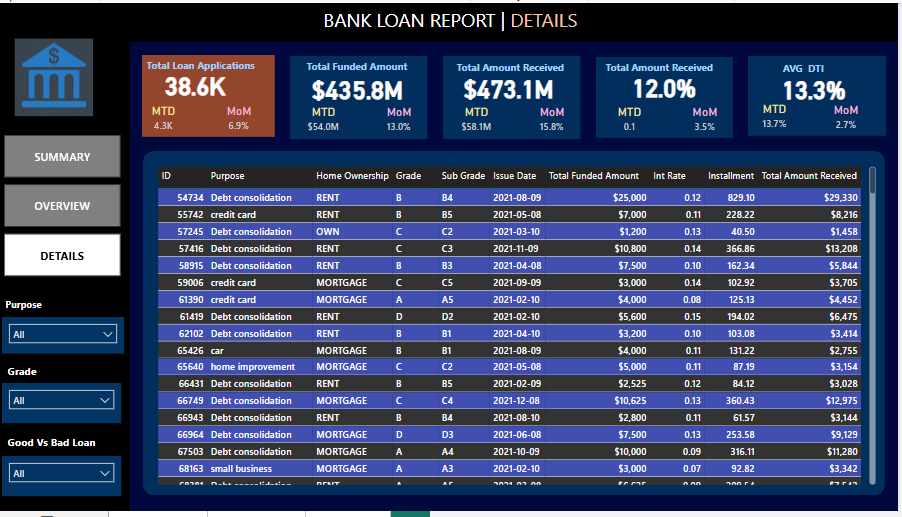 BANK LOAN REPORT | DETAILS
$
Total Loan Applications
38.6K
MTD MoM
4.3K 6.9%
Total Funded Amount
$435.8M
MTD MoM
$54.0M 13.0%
Total Amount Received
$473.1M
MTD MoM
$58.1M 15.8%
Total Amount Received
12.0%
MTD MoM
0.1 3.5%
AVG DTI
13.3%
MTD MoM
13.7% 2.7%
SUMMARY
OVERVIEW
DETAILS
Purpose
All
Grade
All
Good Vs Bad Loan
All
ID Purpose Home Ownership Grade Sub Grade Issue Date Total Funded Amount Int Rate Installment Total Amount Received
54734 Debt consolidation RENT B B4 2021-08-09 $25,000 0.12 829.10 $29,330
55742 credit card RENT B B5 2021-05-08 $7,000 0.11 228.22 $8,216
57245 Debt consolidation OWN C C2 2021-03-10 $1,200 0.13 40.50 $1,458
57416 Debt consolidation RENT C C3 2021-11-09 $10,800 0.14 366.86 $13,208
58915 Debt consolidation RENT B B3 2021-04-08 $7,500 0.10 162.34 $5,844
59006 credit card MORTGAGE C C5 2021-09-09 $3,000 0.14 102.92 $3,705
61390 credit card MORTGAGE A A5 2021-02-10 $4,000 0.08 125.13 $4,452
61419 Debt consolidation RENT D D2 2021-02-10 $5,600 0.15 194.02 $6,475
62102 Debt consolidation RENT B B1 2021-04-10 $3,200 0.10 103.08 $3,414
65426 car MORTGAGE B B1 2021-08-09 $4,000 0.11 131.22 $2,755
65640 home improvement MORTGAGE C C2 2021-05-08 $5,000 0.11 87.19 $3,154
66431 Debt consolidation RENT B B5 2021-02-09 $2,525 0.12 84.12 $3,028
66749 Debt consolidation MORTGAGE C C4 2021-12-08 $10,625 0.13 360.43 $12,975
66943 Debt consolidation RENT B B4 2021-08-10 $2,800 0.11 61.57 $3,144
66964 Debt consolidation MORTGAGE D D3 2021-06-08 $7,500 0.13 253.58 $9,129
67503 Debt consolidation MORTGAGE A A4 2021-10-09 $10,000 0.09 316.11 $11,280
68163 small business MORTGAGE A A3 2021-02-10 $3,000 0.07 92.82 $3,342